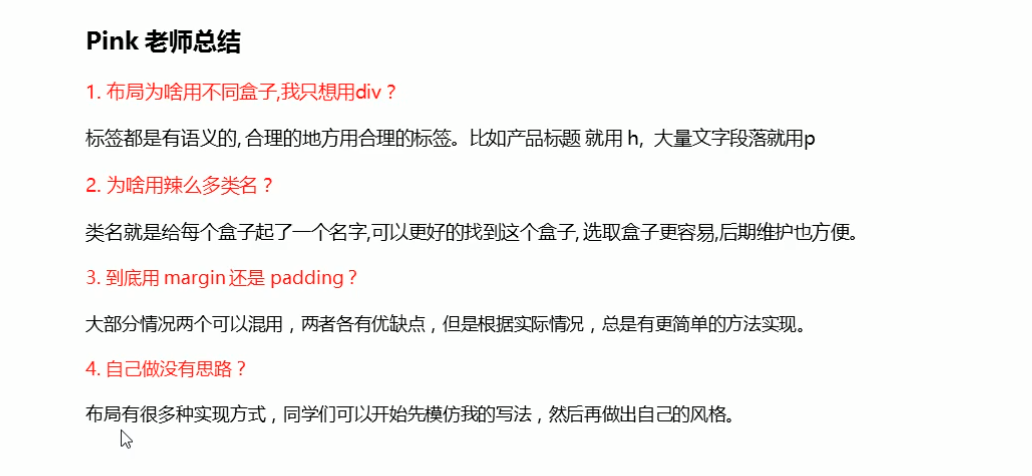 Pink 老师总结
1. 布局为啥用不同盒子,我只想用div？
标签都是有语义的, 合理的地方用合理的标签。比如产品标题 就用 h，大量文字段落就用p
2. 为啥用辣么多类名？
类名就是给每个盒子起了一个名字,可以更好的找到这个盒子, 选取盒子更容易,后期维护也方便。
3. 到底用 margin 还是 padding？
大部分情况两个可以混用，两者各有优缺点，但是根据实际情况，总是有更简单的方法实现。
4. 自己做没有思路？
布局有很多种实现方式，同学们可以开始先模仿我的写法，然后再做出自己的风格。